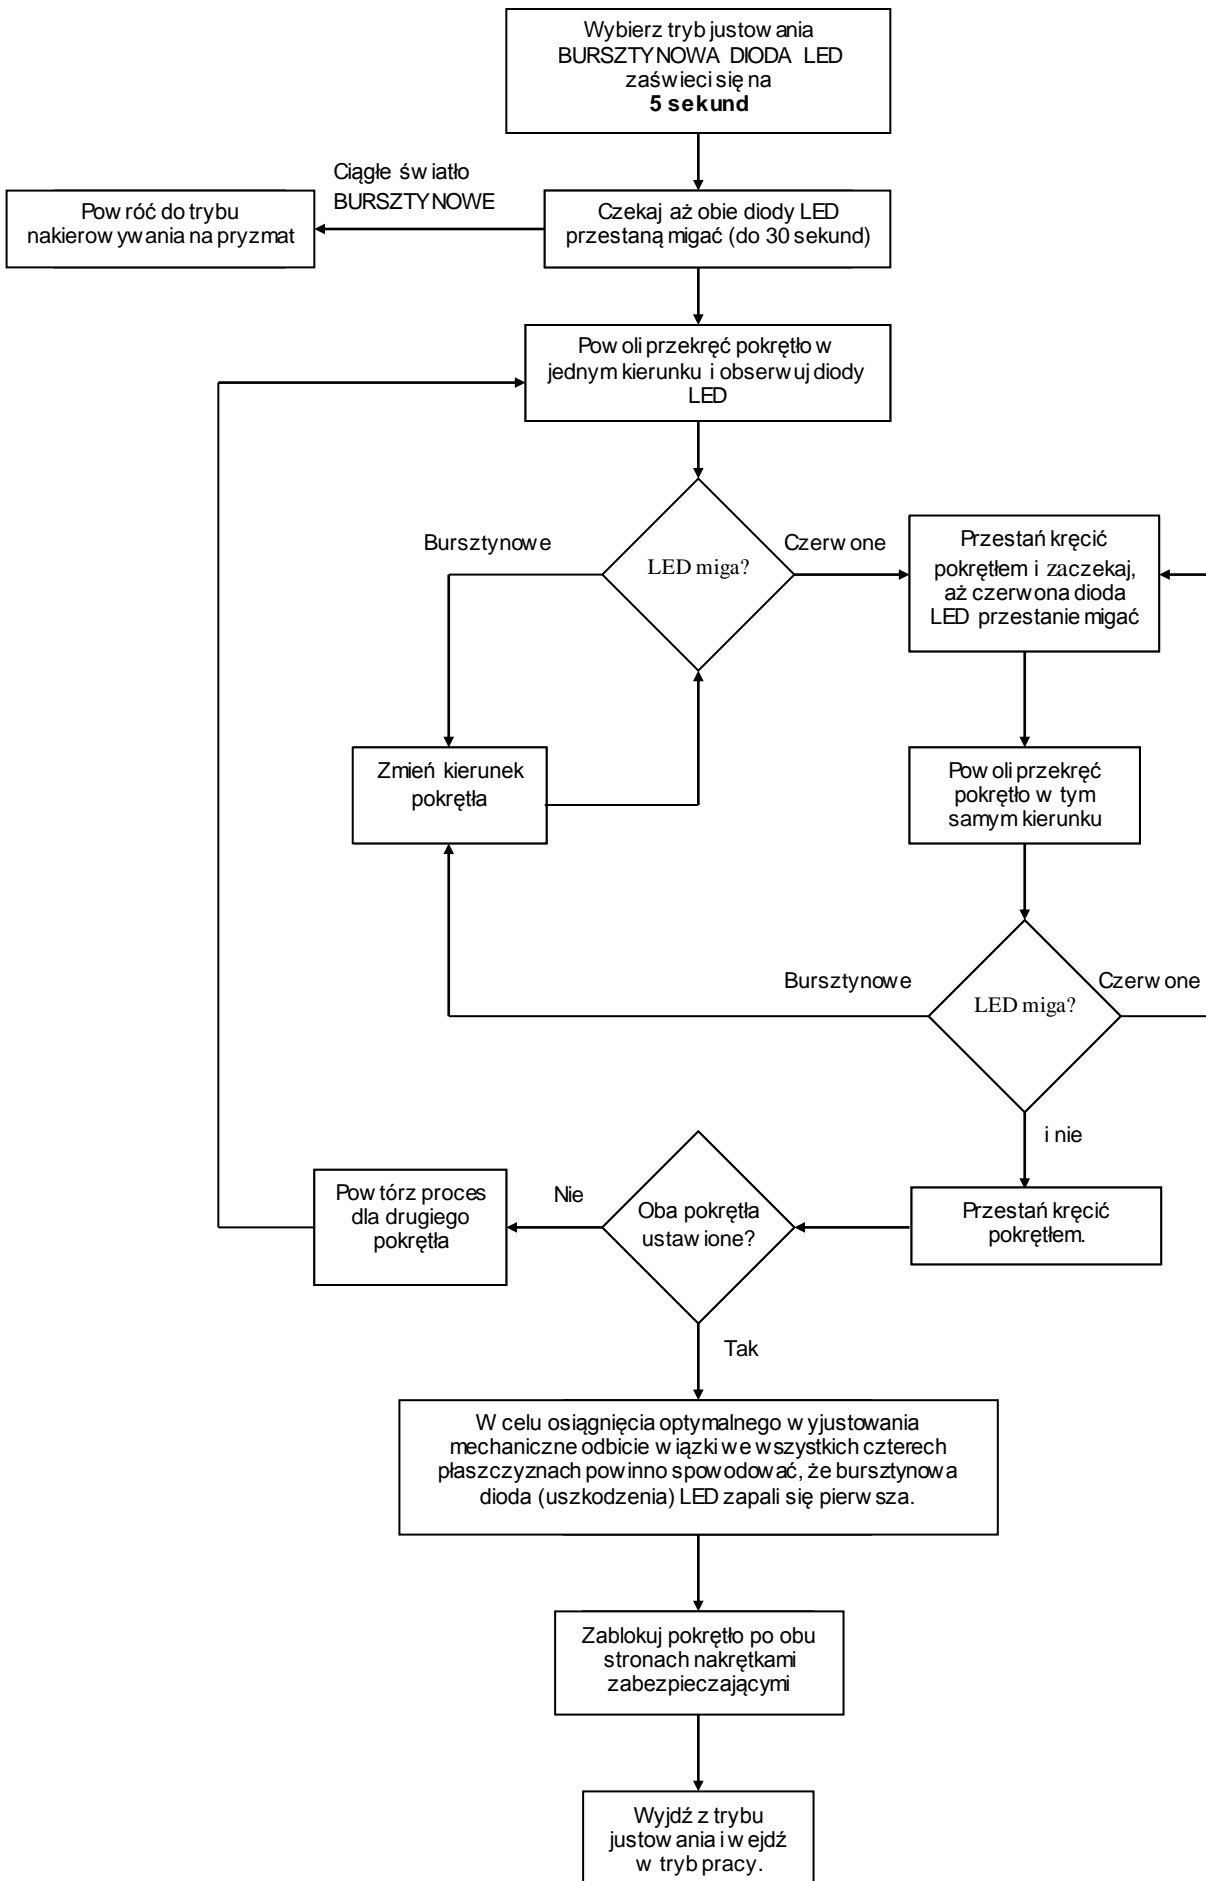 Wybierz tryb justowania
BURSZTYNOWA DIODA LED
zaświeci się na
5 sekund
Ciągłe światło
BURSZTYNOWE
Powróć do trybu
nakierowywania na pryzmat
Czekaj aż obie diody LED
przestaną migać (do 30 sekund)
Powoli przekręć pokrętło w
jednym kierunku i obserwuj diody
LED
Bursztynowe
LED miga?
Czerwone
Przestań kręcić
pokrętłem i zaczekaj,
aż czerwona dioda
LED przestanie migać
Zmień kierunek
pokrętła
Powoli przekręć
pokrętło w tym
samym kierunku
Bursztynowe
LED miga?
Czerwone
i nie
Powtórz proces
dla drugiego
pokrętła
Nie
Oba pokrętła
ustawione?
Przestań kręcić
pokrętłem.
Tak
W celu osiągnięcia optymalnego wyjustowania
mechaniczne odbicie wiązki we wszystkich czterech
płaszczyznach powinno spowodować, że bursztynowa
dioda (uszkodzenia) LED zapali się pierwsza.
Zablokuj pokrętło po obu
stronach nakrętkami
zabezpieczającymi
Wyjdź z trybu
justowania i wejdź
w tryb pracy.